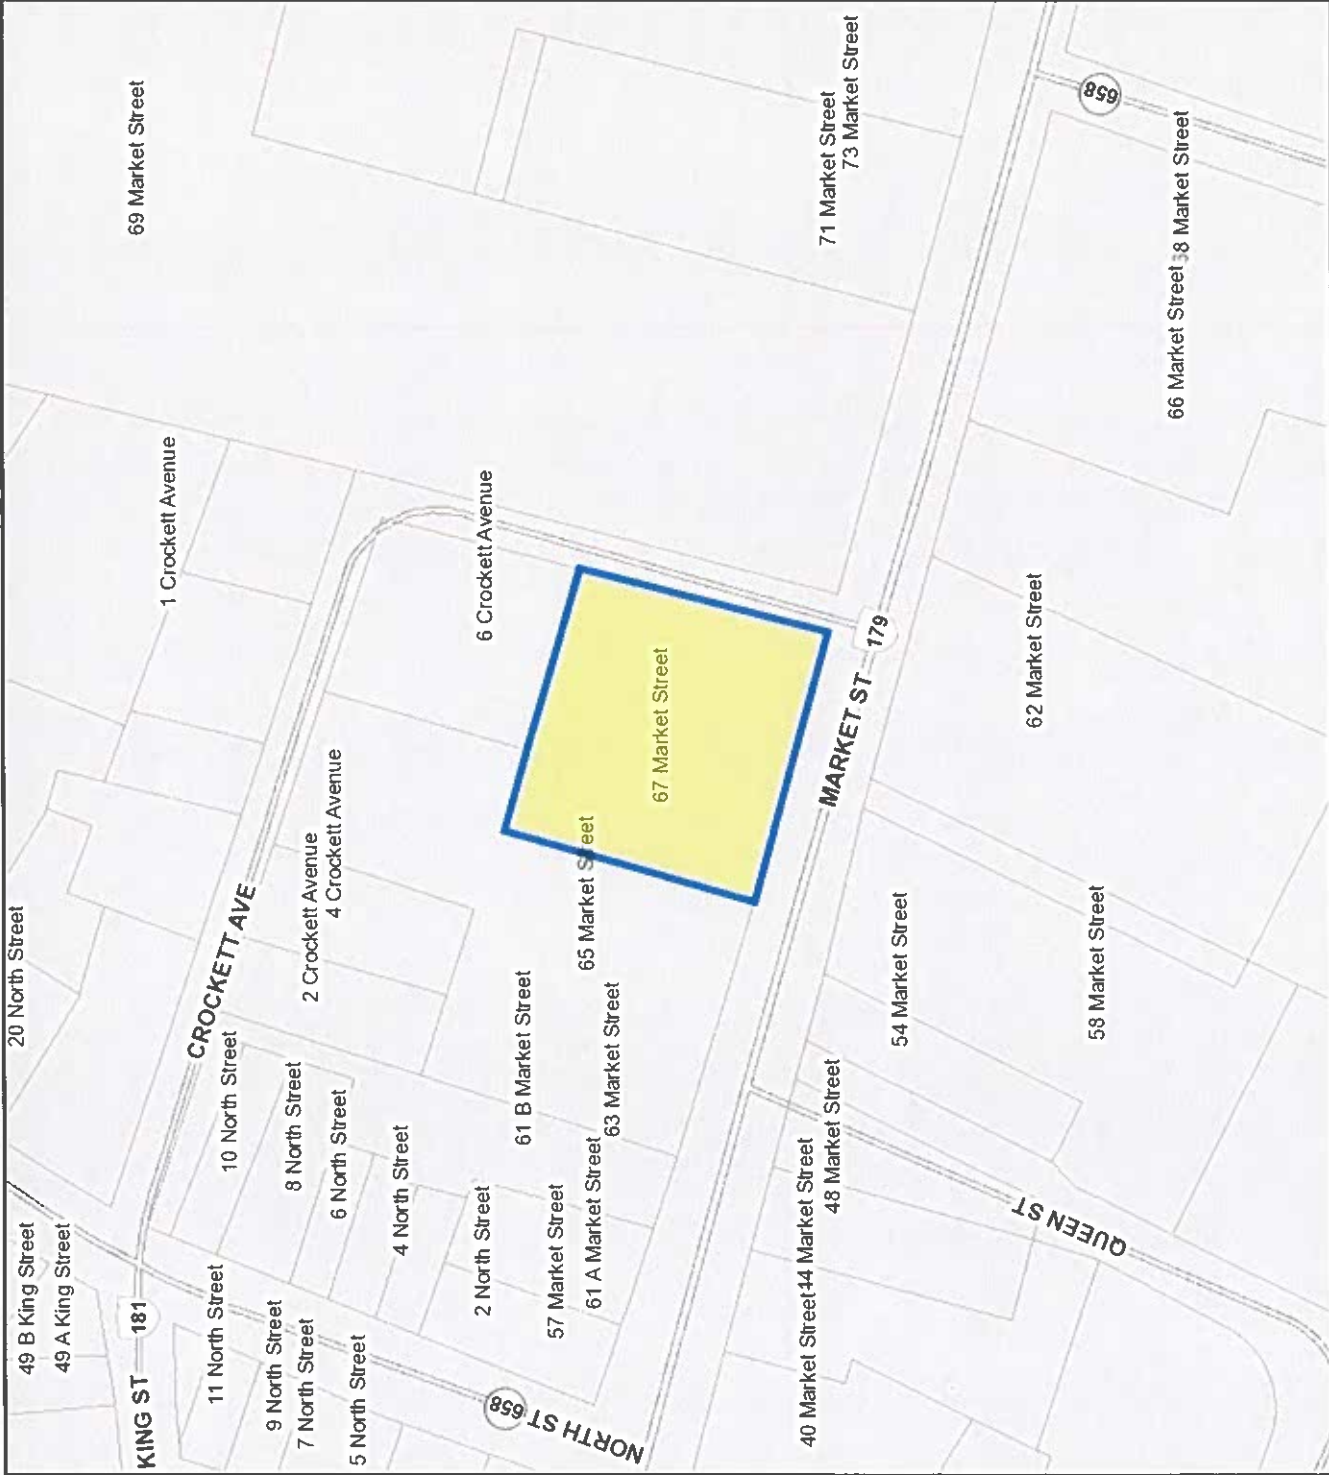 20 North Street
69 Market Street
1 Crockett Avenue
49 B King Street
49 A King Street
KING ST
181
CROCKETT AVE
10 North Street
8 North Street
6 North Street
4 North Street
2 North Street
11 North Street
9 North Street
7 North Street
5 North Street
NORTH ST
658
2 Crockett Avenue
4 Crockett Avenue
6 Crockett Avenue
57 Market Street
61 A Market Street
61 B Market Street
63 Market Street
65 Market Street
67 Market Street
71 Market Street
73 Market Street
MARKET ST
179
658
40 Market Street
44 Market Street
48 Market Street
QUEEN ST
54 Market Street
58 Market Street
62 Market Street
66 Market Street
Market Street